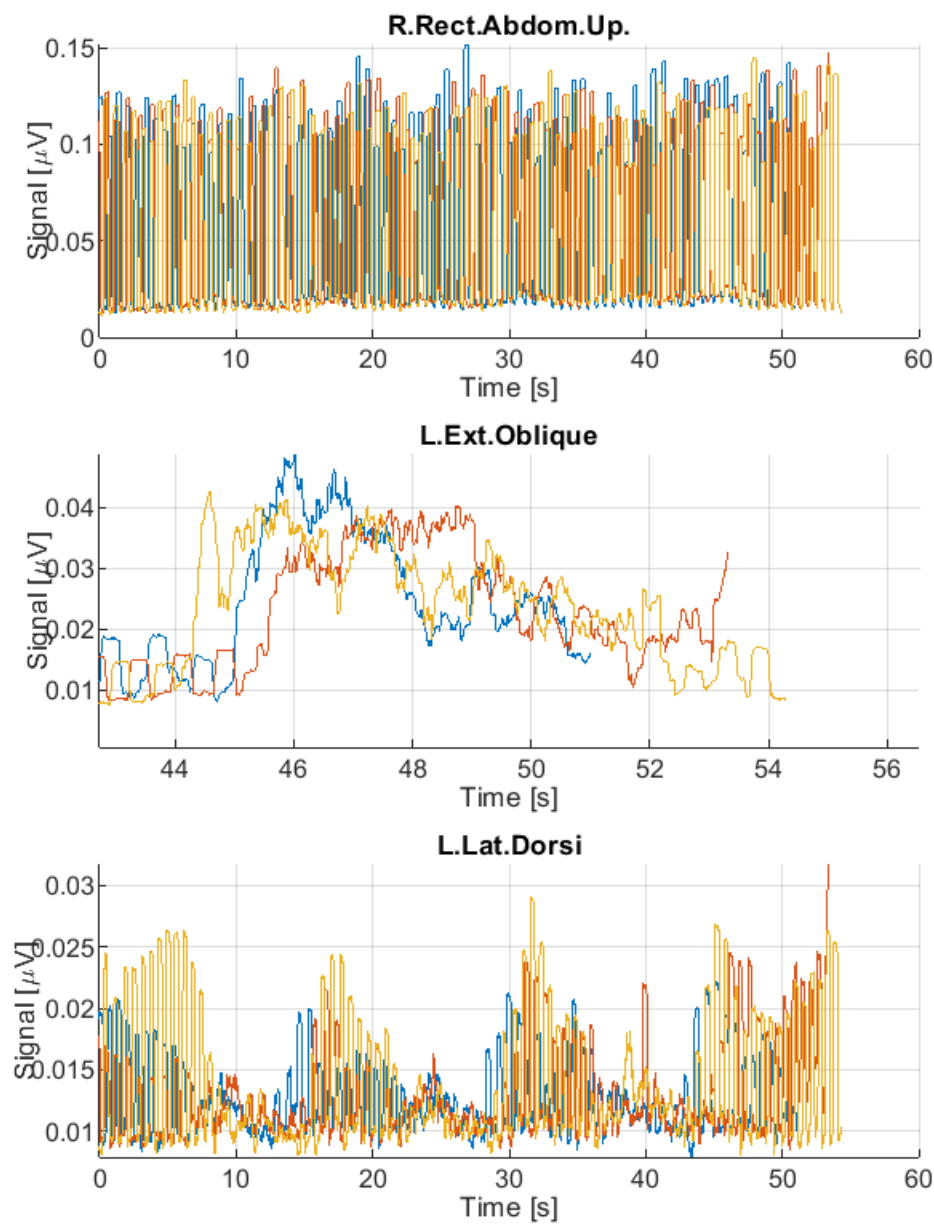 R.Rect.Abdom.Up.
0.15
0.1
0.05
0
Signal [μV]
0 10 20 30 40 50 60
Time [s]
L.Ext.Oblique
0.04
0.03
0.02
0.01
Signal [μV]
44 46 48 50 52 54 56
Time [s]
L.Lat.Dorsi
0.03
0.025
0.02
0.015
0.01
Signal [μV]
0 10 20 30 40 50 60
Time [s]